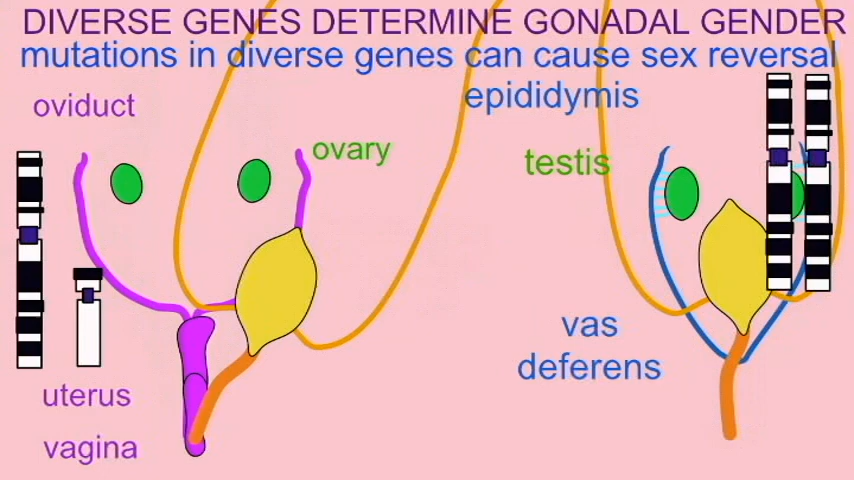 DIVERSE GENES DETERMINE GONADAL GENDER
mutations in diverse genes can cause sex reversal
oviduct
epididymis
ovary
testis
vas
deferens
uterus
vagina